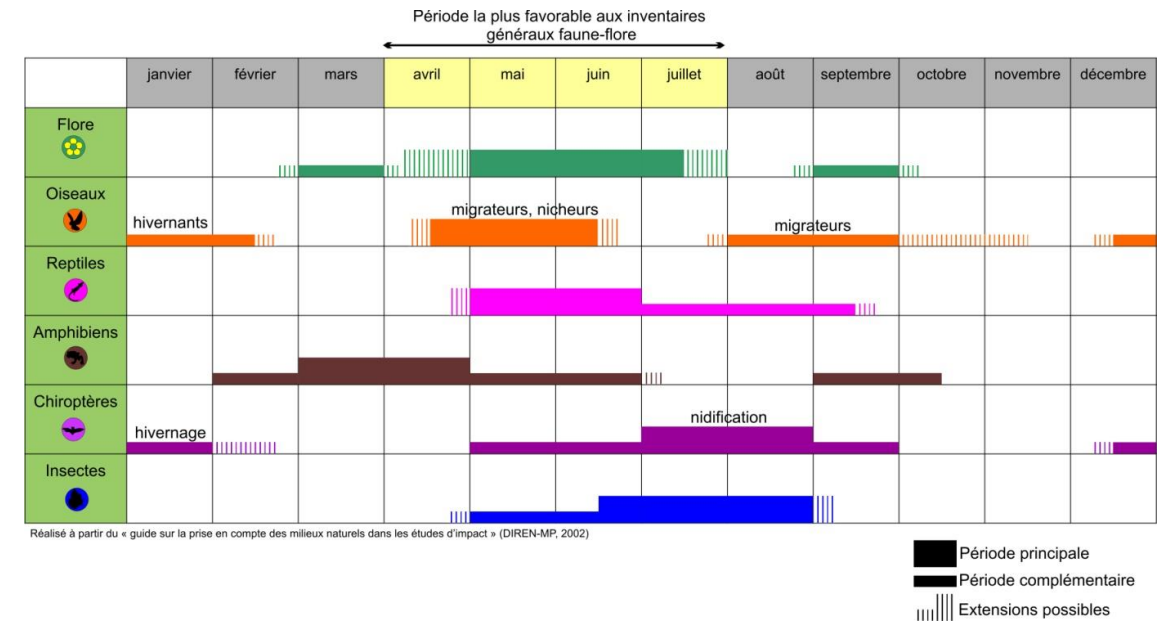 Période la plus favorable aux inventaires
généraux faune-flore
janvier février mars avril mai juin juillet août septembre octobre novembre décembre
Flore
Oiseaux
hivernants
migrateurs, nicheurs
migrateurs
Reptiles
Amphibiens
Chiroptères
hivernage
nidification
Insectes
Réalisé à partir du « guide sur la prise en compte des milieux naturels dans les études d'impact » (DIREN-MP, 2002)
Période principale
Période complémentaire
Extensions possibles